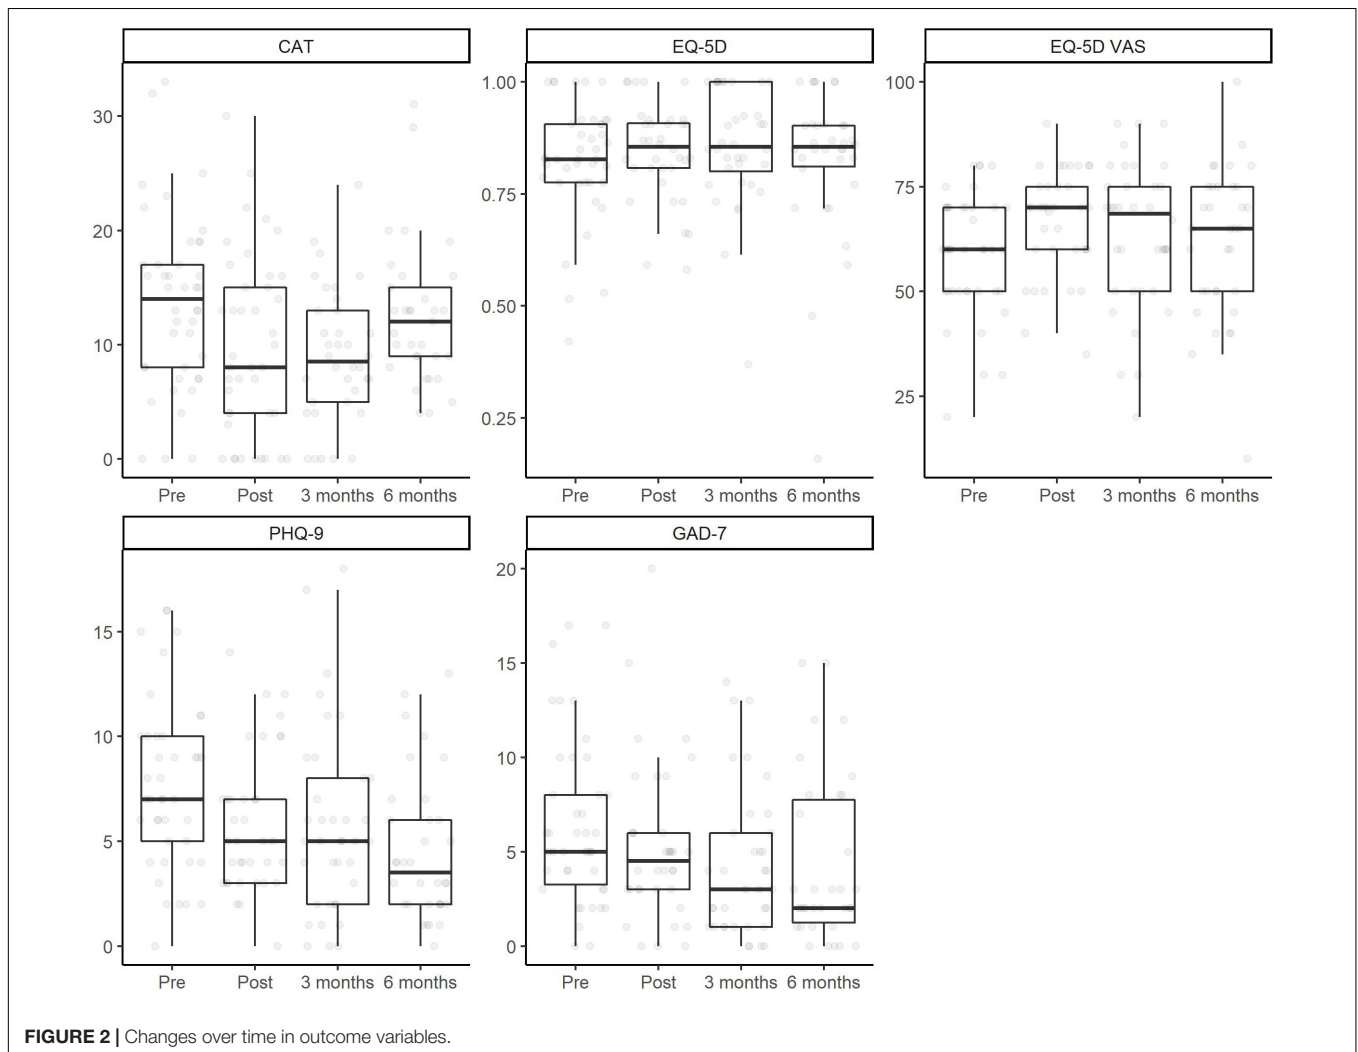 CAT
EQ-5D
EQ-5D VAS
30
20
10
0
1.00
0.75
0.50
0.25
100
75
50
25
Pre Post 3 months 6 months
Pre Post 3 months 6 months
Pre Post 3 months 6 months
PHQ-9
GAD-7
15
10
5
0
20
15
10
5
0
Pre Post 3 months 6 months
Pre Post 3 months 6 months
FIGURE 2 | Changes over time in outcome variables.